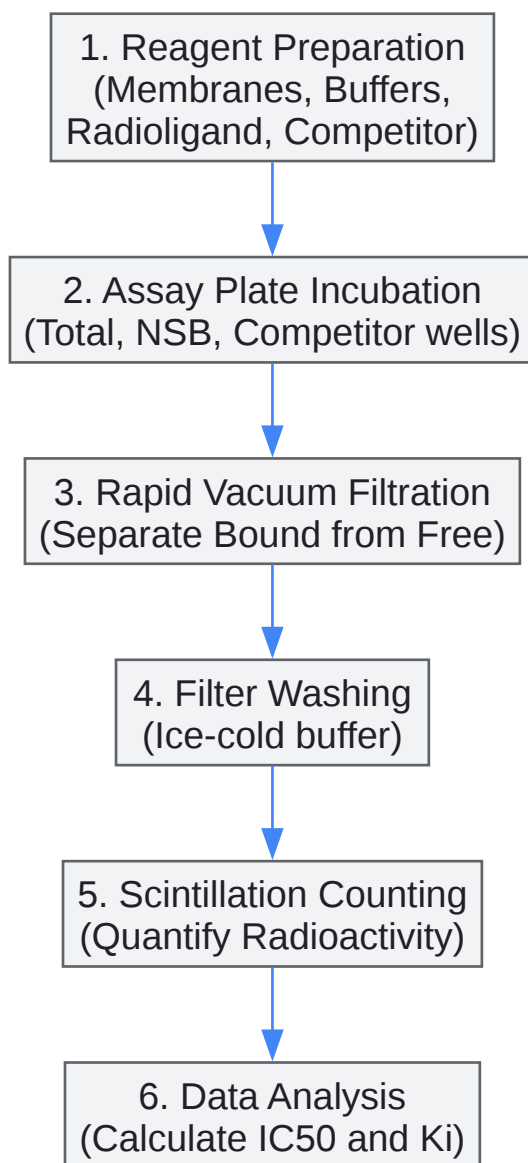 1. Reagent Preparation
(Membranes, Buffers,
Radioligand, Competitor)
2. Assay Plate Incubation
(Total, NSB, Competitor wells)
3. Rapid Vacuum Filtration
(Separate Bound from Free)
4. Filter Washing
(Ice-cold buffer)
5. Scintillation Counting
(Quantify Radioactivity)
6. Data Analysis
(Calculate IC50 and Ki)